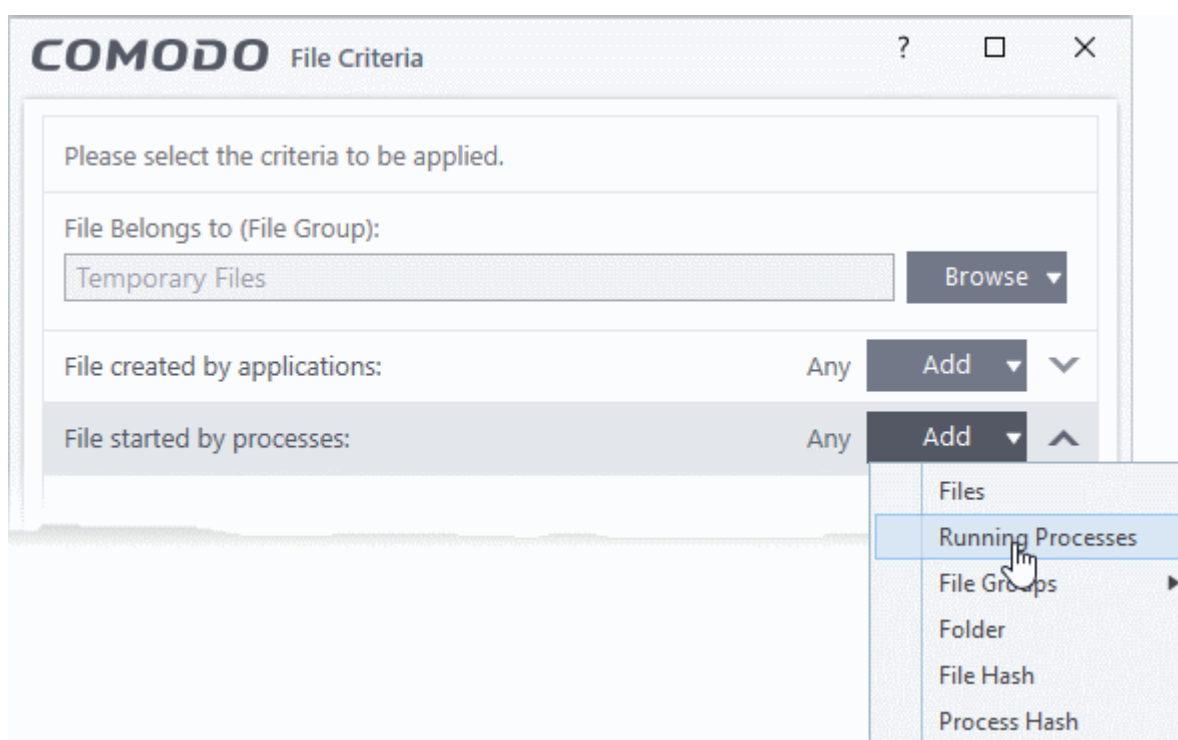 COMODO File Criteria ?
Please select the criteria to be applied.
File Belongs to (File Group):
Temporary Files Browse
File created by applications: Any Add
File started by processes: Any Add
Files
Running Processes
File Groups
Folder
File Hash
Process Hash